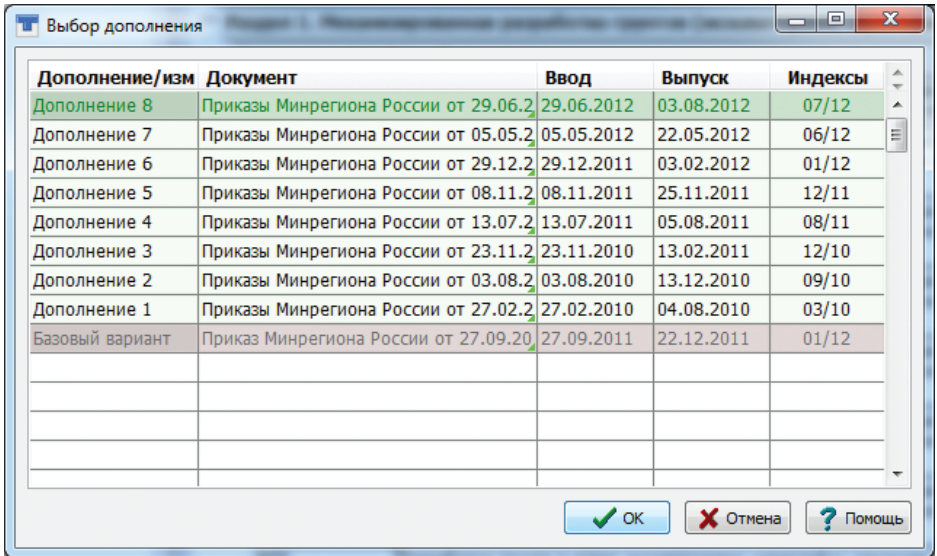 Выбор дополнения
Дополнение/изм Документ Ввод Выпуск Индексы
Дополнение 8 Приказы Минрегиона России от 29.06.2 29.06.2012 03.08.2012 07/12
Дополнение 7 Приказы Минрегиона России от 05.05.2 05.05.2012 22.05.2012 06/12
Дополнение 6 Приказы Минрегиона России от 29.12.2 29.12.2011 03.02.2012 01/12
Дополнение 5 Приказы Минрегиона России от 08.11.2 08.11.2011 25.11.2011 12/11
Дополнение 4 Приказы Минрегиона России от 13.07.2 13.07.2011 05.08.2011 08/11
Дополнение 3 Приказы Минрегиона России от 23.11.2 23.11.2010 13.02.2011 12/10
Дополнение 2 Приказы Минрегиона России от 03.08.2 03.08.2010 13.12.2010 09/10
Дополнение 1 Приказы Минрегиона России от 27.02.2 27.02.2010 04.08.2010 03/10
Базовый вариант Приказ Минрегиона России от 27.09.20 27.09.2011 22.12.2011 01/12
OK Отмена Помощь